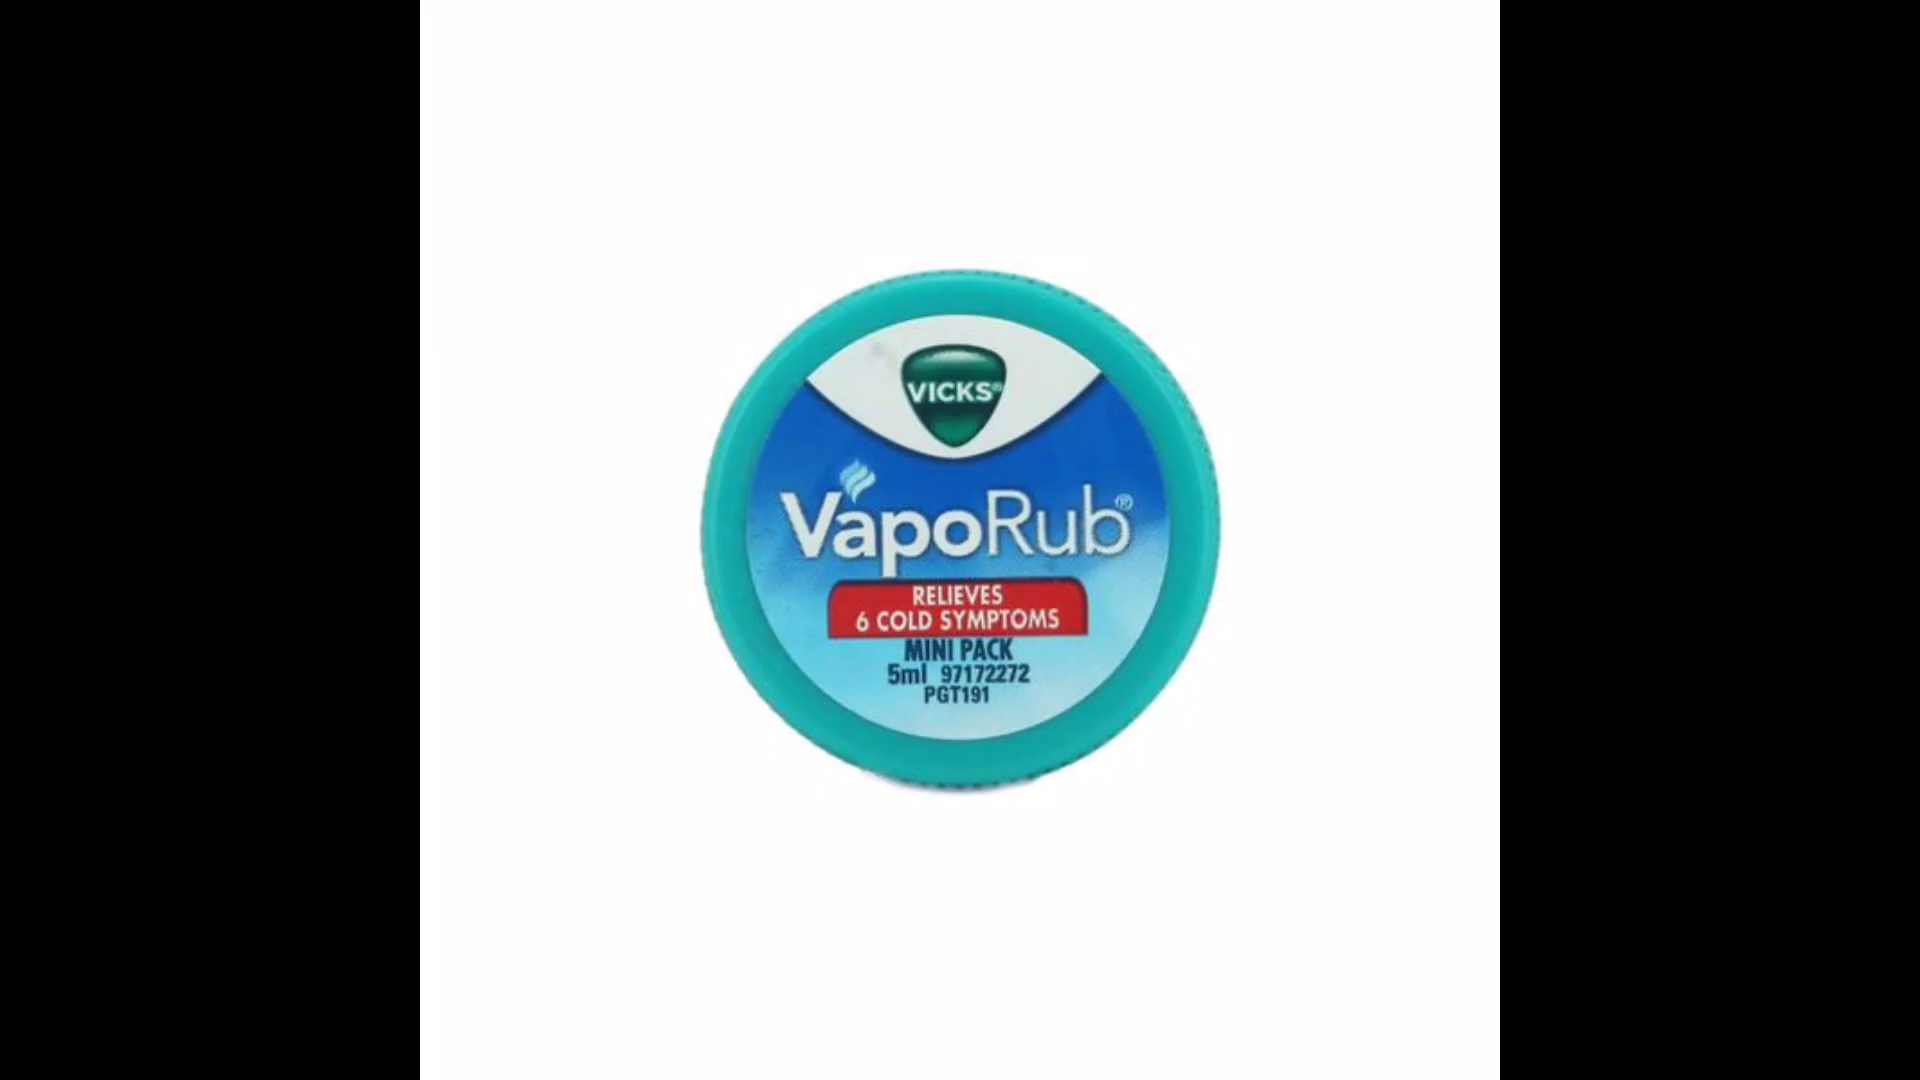 VICKS®
VapoRub®
RELIEVES
6 COLD SYMPTOMS
MINI PACK
5ml 97172272
PGT191